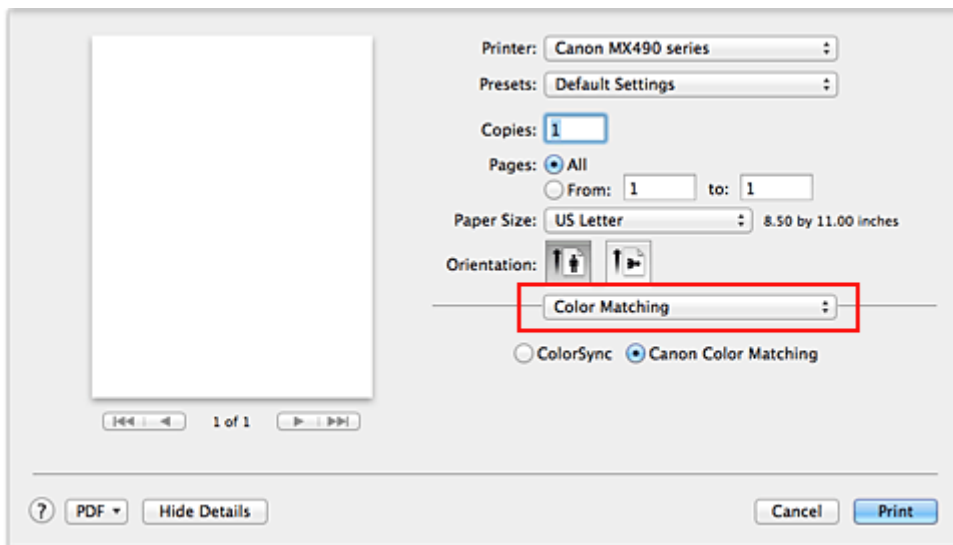 Printer: Canon MX490 series
Presets: Default Settings
Copies: 1
Pages: All
From: 1 to: 1
Paper Size: US Letter 8.50 by 11.00 inches
Orientation:
Color Matching
ColorSync Canon Color Matching
1 of 1
? PDF Hide Details Cancel Print